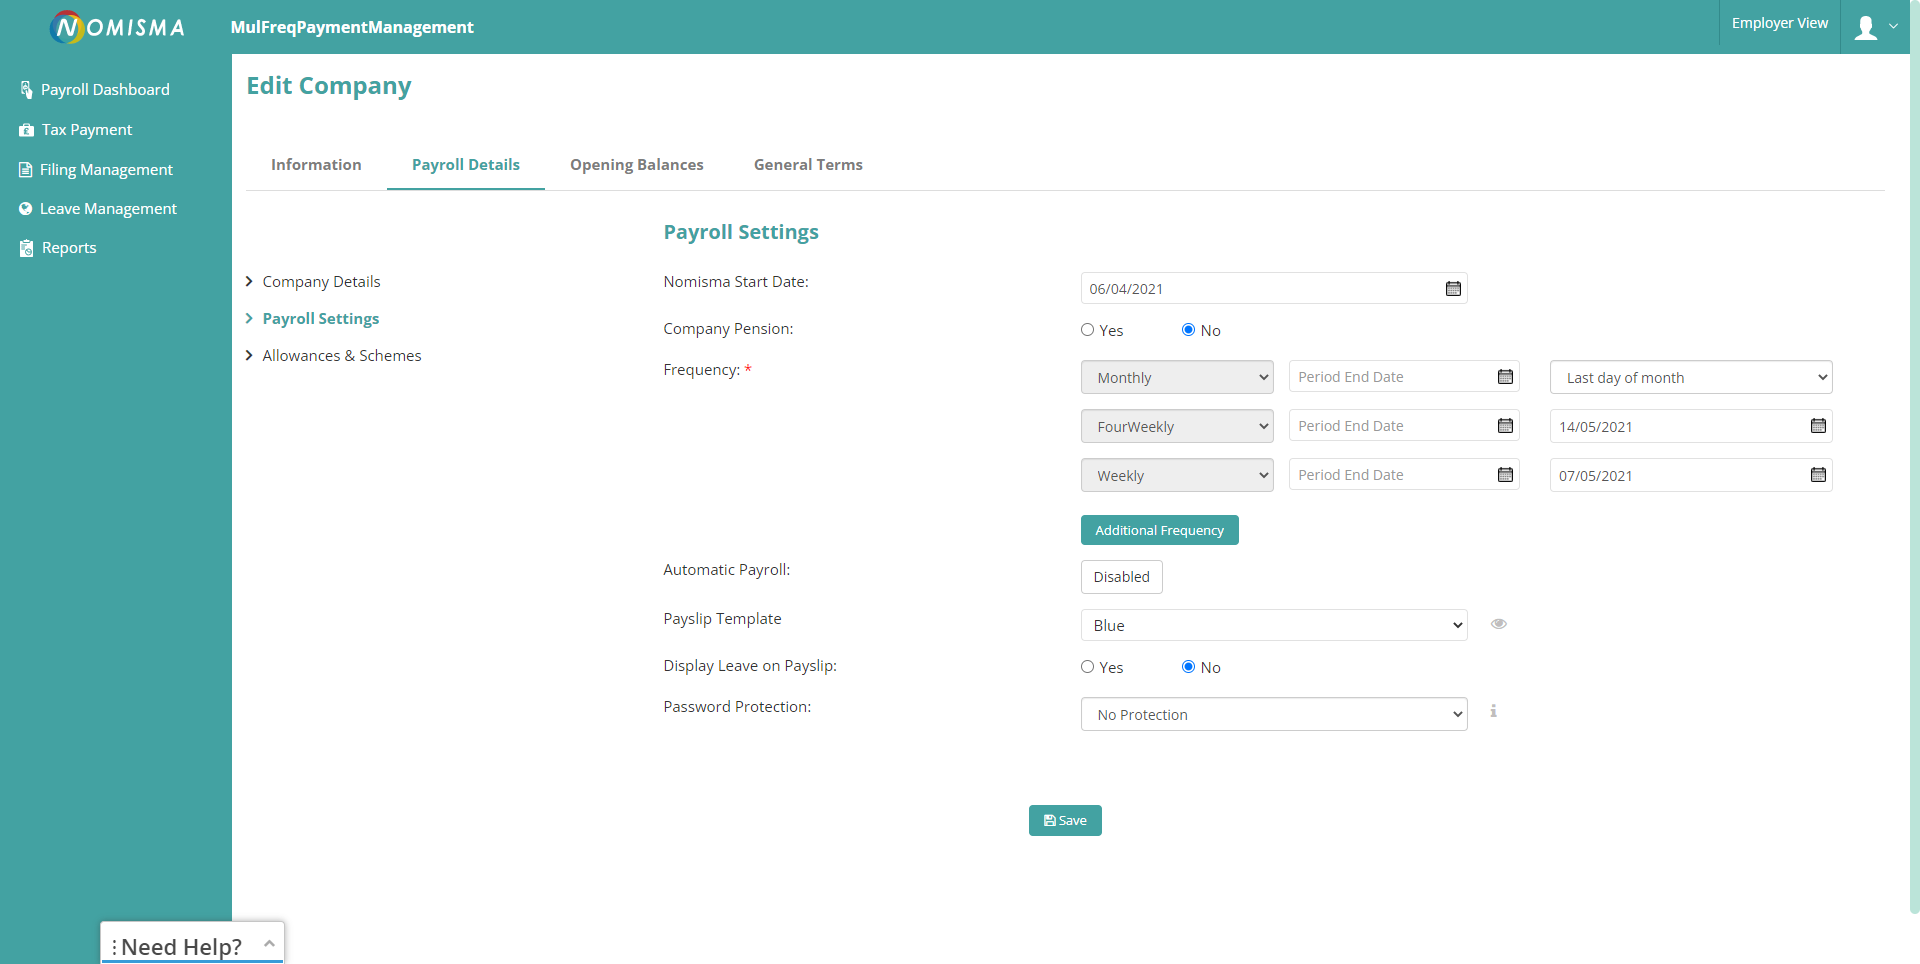 NOMISMA
MulFreqPaymentManagement
Employer View
Payroll Dashboard
Tax Payment
Filing Management
Leave Management
Reports
Edit Company
Information
Payroll Details
Opening Balances
General Terms
Company Details
Payroll Settings
Allowances & Schemes
Payroll Settings
Nomisma Start Date:
06/04/2021
Company Pension:
Yes
No
Frequency: *
Monthly
Period End Date
Last day of month
FourWeekly
Period End Date
14/05/2021
Weekly
Period End Date
07/05/2021
Additional Frequency
Automatic Payroll:
Disabled
Payslip Template
Blue
Display Leave on Payslip:
Yes
No
Password Protection:
No Protection
Save
Need Help?